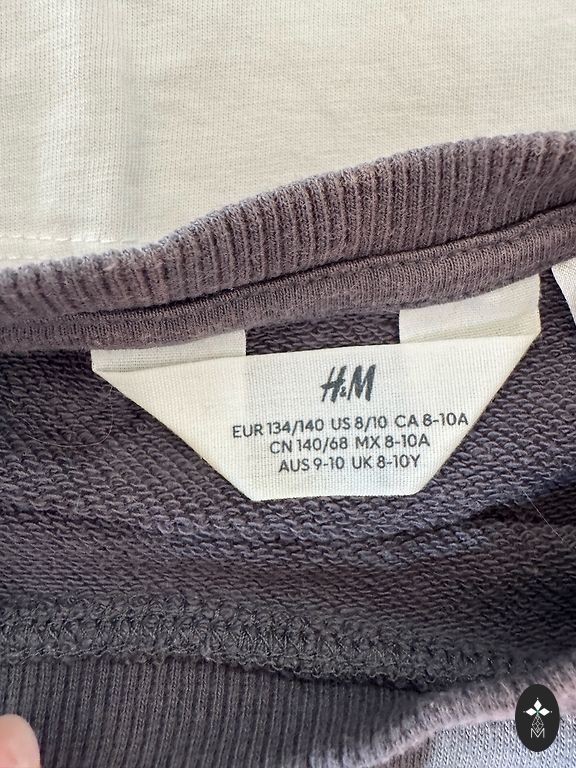 H&M
EUR 134/140 US 8/10 CA 8-10A
CN 140/68 MX 8-10A
AUS 9-10 UK 8-10Y
M